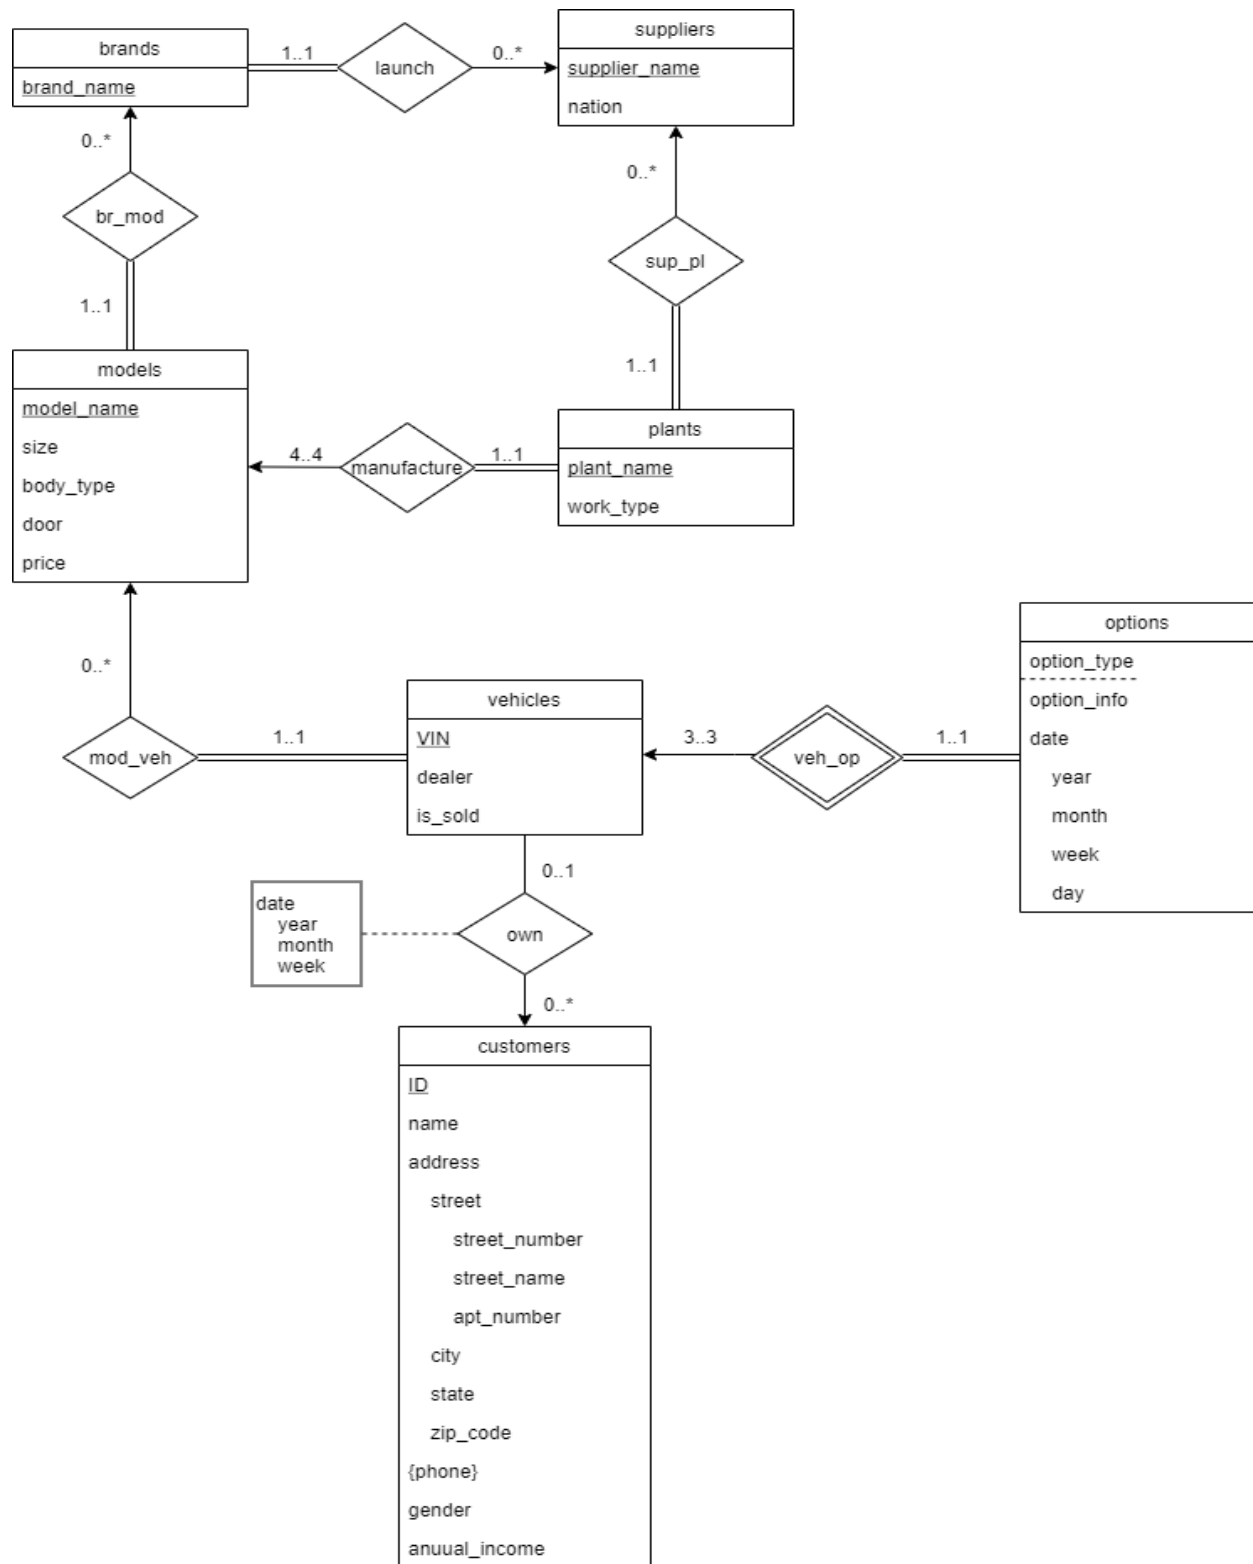 brands
brand_name
1..1
launch
0..*
suppliers
supplier_name
nation
0..*
br_mod
1..1
0..*
sup_pl
1..1
models
model_name
size
body_type
door
price
4..4
manufacture
1..1
plants
plant_name
work_type
0..*
mod_veh
1..1
vehicles
VIN
dealer
is_sold
3..3
veh_op
1..1
options
option_type
option_info
date
year
month
week
day
0..1
own
0..*
date
year
month
week
customers
ID
name
address
street
street_number
street_name
apt_number
city
state
zip_code
{phone}
gender
anuual_income